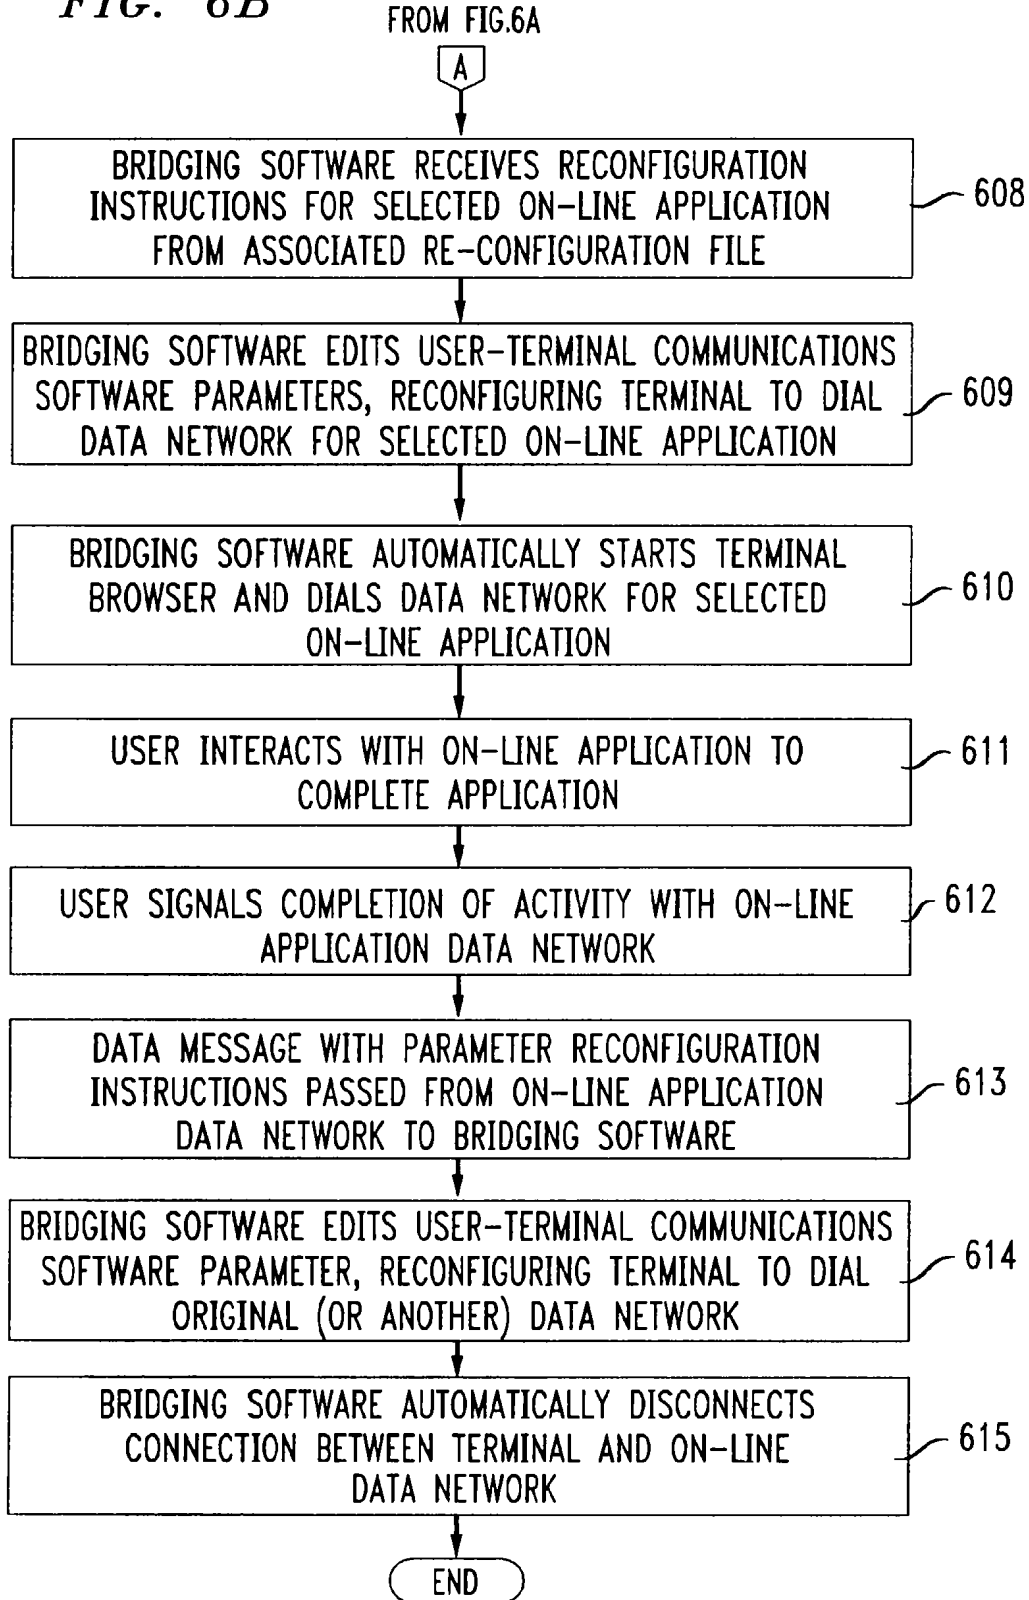 FIG. 6B
FROM FIG.6A
A
BRIDGING SOFTWARE RECEIVES RECONFIGURATION
INSTRUCTIONS FOR SELECTED ON-LINE APPLICATION
FROM ASSOCIATED RE-CONFIGURATION FILE
608
BRIDGING SOFTWARE EDITS USER-TERMINAL COMMUNICATIONS
SOFTWARE PARAMETERS, RECONFIGURING TERMINAL TO DIAL
DATA NETWORK FOR SELECTED ON-LINE APPLICATION
609
BRIDGING SOFTWARE AUTOMATICALLY STARTS TERMINAL
BROWSER AND DIALS DATA NETWORK FOR SELECTED
ON-LINE APPLICATION
610
USER INTERACTS WITH ON-LINE APPLICATION TO
COMPLETE APPLICATION
611
USER SIGNALS COMPLETION OF ACTIVITY WITH ON-LINE
APPLICATION DATA NETWORK
612
DATA MESSAGE WITH PARAMETER RECONFIGURATION
INSTRUCTIONS PASSED FROM ON-LINE APPLICATION
DATA NETWORK TO BRIDGING SOFTWARE
613
BRIDGING SOFTWARE EDITS USER-TERMINAL COMMUNICATIONS
SOFTWARE PARAMETER, RECONFIGURING TERMINAL TO DIAL
ORIGINAL (OR ANOTHER) DATA NETWORK
614
BRIDGING SOFTWARE AUTOMATICALLY DISCONNECTS
CONNECTION BETWEEN TERMINAL AND ON-LINE
DATA NETWORK
615
END